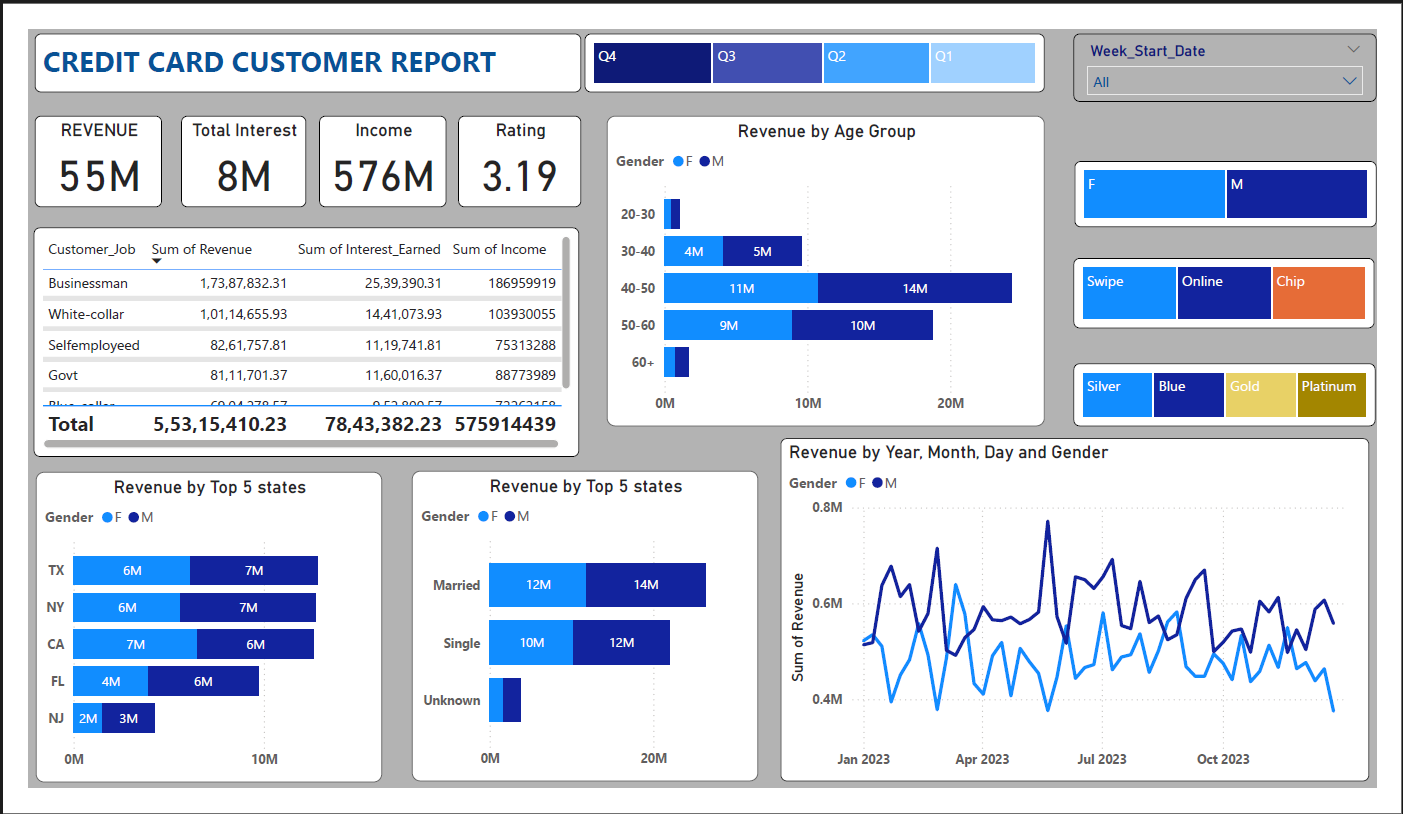 CREDIT CARD CUSTOMER REPORT
Q4 Q3 Q2 Q1
Week_Start_Date
All
REVENUE
55M
Total Interest
8M
Income
576M
Rating
3.19
Revenue by Age Group
Gender F M
20-30
30-40 4M 5M
40-50 11M 14M
50-60 9M 10M
60+
0M 10M 20M
F M
Swipe Online Chip
Silver Blue Gold Platinum
Customer_Job Sum of Revenue Sum of Interest_Earned Sum of Income
Businessman 1,73,87,832.31 25,39,390.31 186959919
White-collar 1,01,14,655.93 14,41,073.93 103930055
Selfemployeed 82,61,757.81 11,19,741.81 75313288
Govt 81,11,701.37 11,60,016.37 88773989
Blue-collar
Total 5,53,15,410.23 78,43,382.23 575914439
Revenue by Top 5 states
Gender F M
TX 6M 7M
NY 6M 7M
CA 7M 6M
FL 4M 6M
NJ 2M 3M
0M 10M
Revenue by Top 5 states
Gender F M
Married 12M 14M
Single 10M 12M
Unknown
0M 20M
Revenue by Year, Month, Day and Gender
Gender F M
Sum of Revenue
0.8M
0.6M
0.4M
Jan 2023 Apr 2023 Jul 2023 Oct 2023